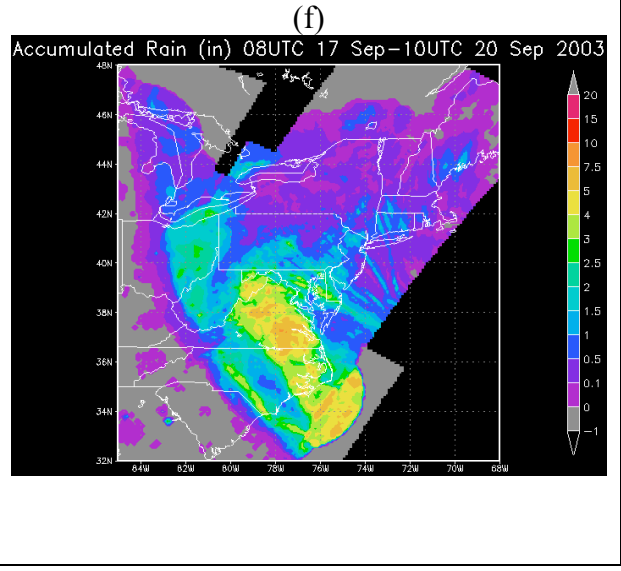 (f)
Accumulated Rain (in) 08UTC 17 Sep-10UTC 20 Sep 2003
48N
46N
44N
42N
40N
38N
36N
34N
32N
84W 82W 80W 78W 76W 74W 72W 70W 68W
20
15
10
7.5
5
4
3
2.5
2
1.5
1
0.5
0.1
0
-1